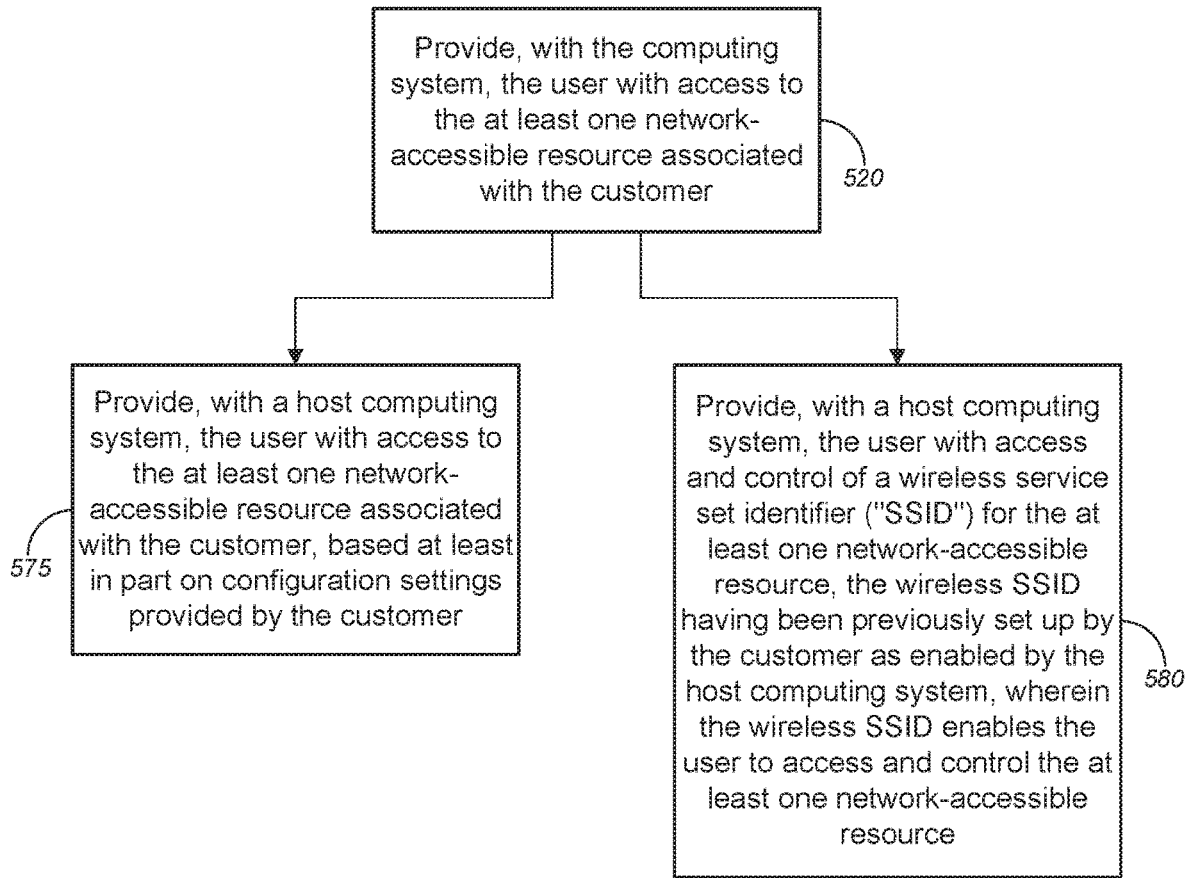 Provide, with the computing
system, the user with access to
the at least one network-
accessible resource associated
with the customer
520
Provide, with a host computing
system, the user with access to
the at least one network-
accessible resource associated
with the customer, based at least
in part on configuration settings
provided by the customer
575
Provide, with a host computing
system, the user with access
and control of a wireless service
set identifier ("SSID") for the at
least one network-accessible
resource, the wireless SSID
having been previously set up by
the customer as enabled by the
host computing system, wherein
the wireless SSID enables the
user to access and control the at
least one network-accessible
resource
580